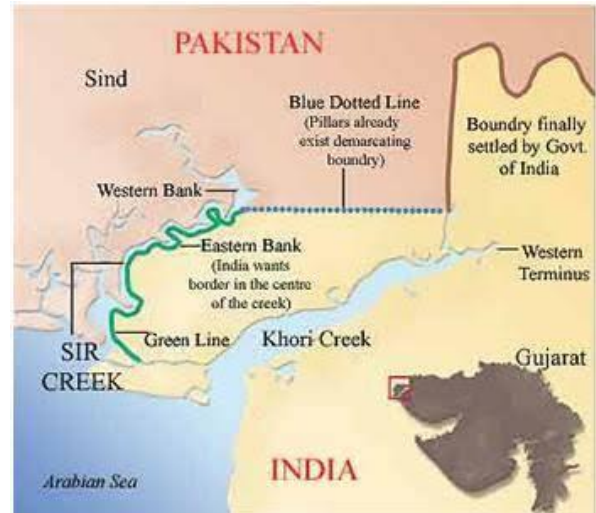 PAKISTAN
Sind
Blue Dotted Line
(Pillars already
exist demarcating
boundry)
Boundry finally
settled by Govt.
of India
Western Bank
Eastern Bank
(India wants
border in the centre
of the creek)
Western
Terminus
Green Line
Khori Creek
SIR
CREEK
Gujarat
INDIA
Arabian Sea